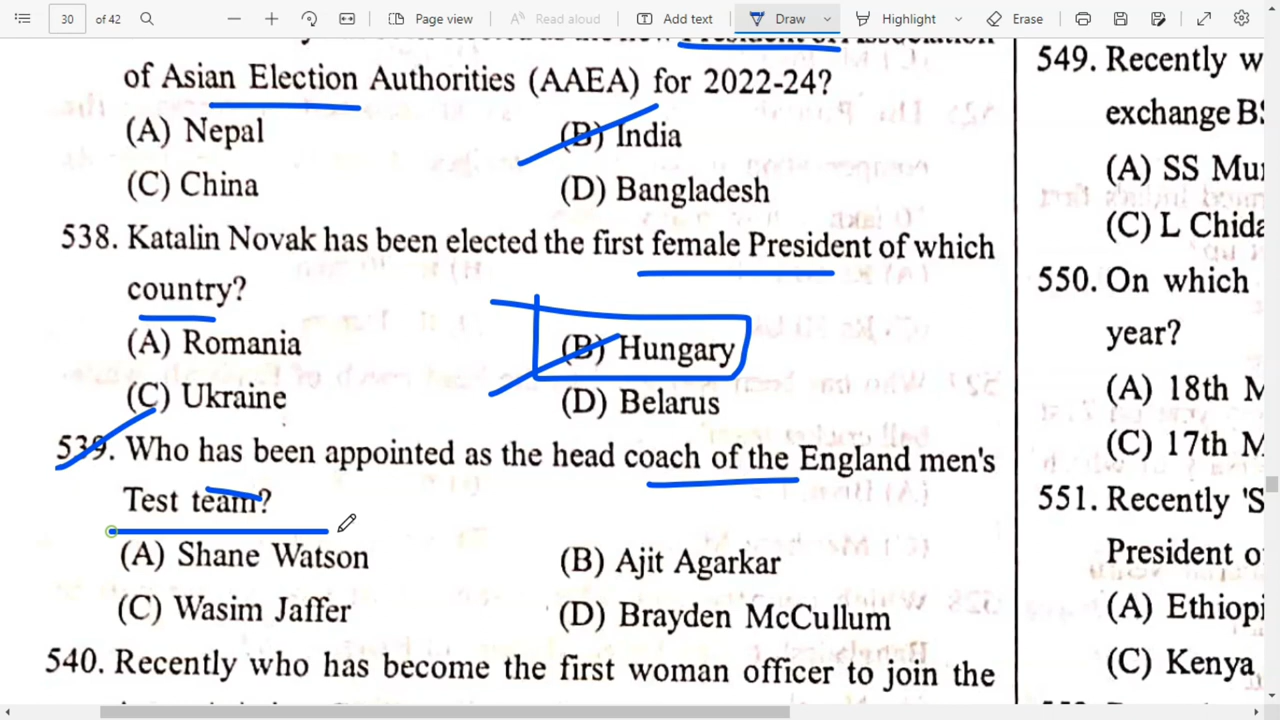 30 of 42 Page view Read aloud Add text Draw Highlight Erase
of Asian Election Authorities (AAEA) for 2022-24?
(A) Nepal (B) India
(C) China (D) Bangladesh
538. Katalin Novak has been elected the first female President of which
country?
(A) Romania (B) Hungary
(C) Ukraine (D) Belarus
539. Who has been appointed as the head coach of the England men's
Test team?
(A) Shane Watson (B) Ajit Agarkar
(C) Wasim Jaffer (D) Brayden McCullum
540. Recently who has become the first woman officer to join the
549. Recently w
exchange B
(A) SS Mu
(C) L Chida
550. On which
year?
(A) 18th M
(C) 17th M
551. Recently 'S
President o
(A) Ethiopi
(C) Kenya